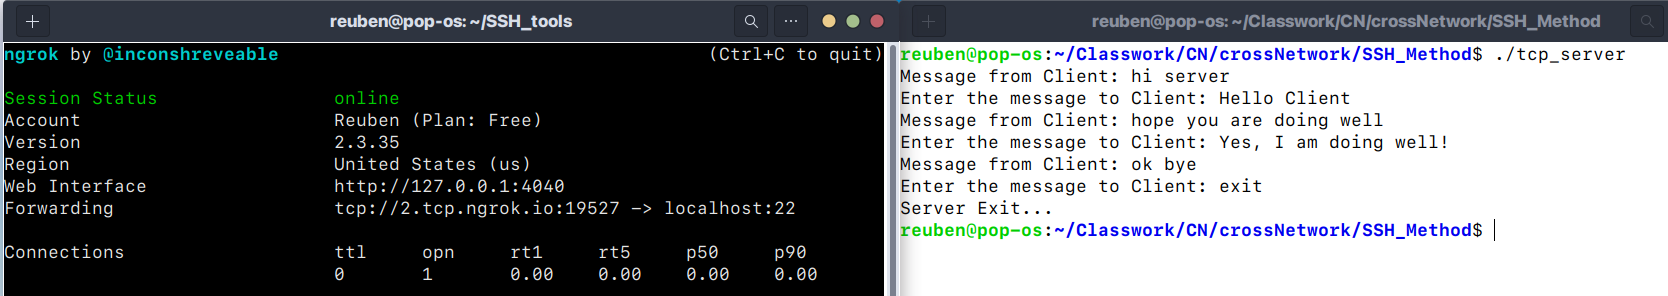 reuben@pop-os: ~/SSH_tools
ngrok by @inconshreveable (Ctrl+C to quit)
Session Status online
Account Reuben (Plan: Free)
Version 2.3.35
Region United States (us)
Web Interface http://127.0.0.1:4040
Forwarding tcp://2.tcp.ngrok.io:19527 -> localhost:22
Connections ttl opn rt1 rt5 p50 p90
0 1 0.00 0.00 0.00 0.00
reuben@pop-os: ~/Classwork/CN/crossNetwork/SSH_Method
reuben@pop-os:~/Classwork/CN/crossNetwork/SSH_Method$ ./tcp_server
Message from Client: hi server
Enter the message to Client: Hello Client
Message from Client: hope you are doing well
Enter the message to Client: Yes, I am doing well!
Message from Client: ok bye
Enter the message to Client: exit
Server Exit...
reuben@pop-os:~/Classwork/CN/crossNetwork/SSH_Method$